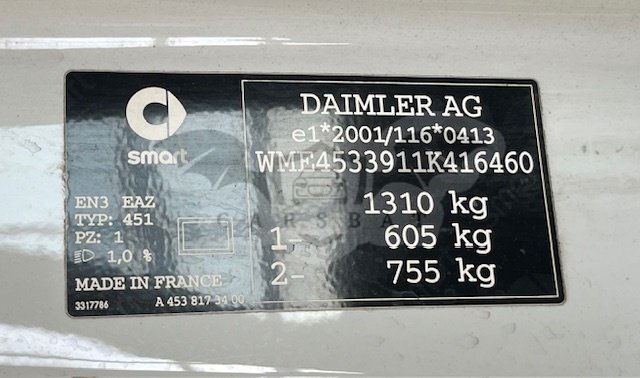 smart
EN3 EAZ
TYP: 451
PZ: 1
1,0 %
MADE IN FRANCE
3317786
A 453 817 34 00
DAIMLER AG
e1*2001/116*0413
WME4533911K416460
1310 kg
1- 605 kg
2- 755 kg
CARSB